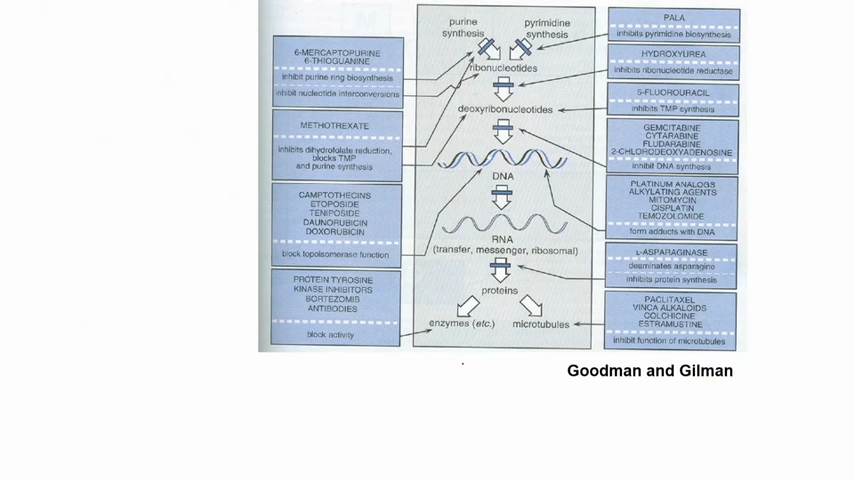 6-MERCAPTOPURINE
6-THIOGUANINE
inhibit purine ring biosynthesis
inhibit nucleotide interconversions
METHOTREXATE
inhibits dihydrofolate reduction,
blocks TMP
and purine synthesis
CAMPTOTHECINS
ETOPOSIDE
TENIPOSIDE
DAUNORUBICIN
DOXORUBICIN
block topoisomerase function
PROTEIN TYROSINE
KINASE INHIBITORS
BORTEZOMIB
ANTIBODIES
block activity
purine
synthesis
pyrimidine
synthesis
ribonucleotides
deoxyribonucleotides
DNA
RNA
(transfer, messenger, ribosomal)
proteins
enzymes (etc.)
microtubules
PALA
inhibits pyrimidine biosynthesis
HYDROXYUREA
inhibits ribonucleotide reductase
5-FLUOROURACIL
inhibits TMP synthesis
GEMCITABINE
CYTARABINE
FLUDARABINE
2-CHLORODEOXYADENOSINE
inhibit DNA synthesis
PLATINUM ANALOGS
ALKYLATING AGENTS
MITOMYCIN
CISPLATIN
TEMOZOLOMIDE
form adducts with DNA
L-ASPARAGINASE
deaminates asparagine
inhibits protein synthesis
PACLITAXEL
VINCA ALKALOIDS
COLCHICINE
ESTRAMUSTINE
inhibit function of microtubules
Goodman and Gilman